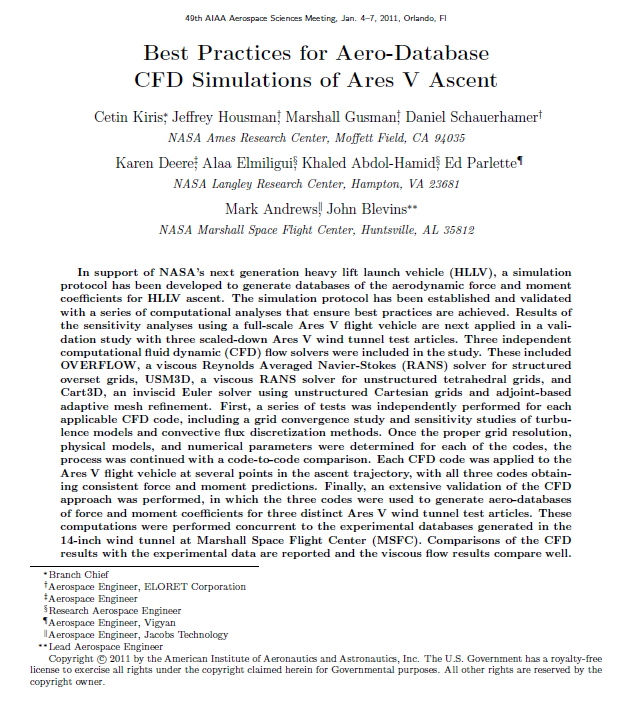 49th AIAA Aerospace Sciences Meeting, Jan. 4–7, 2011, Orlando, Fl
Best Practices for Aero-Database
CFD Simulations of Ares V Ascent
Cetin Kiris*, Jeffrey Housman†, Marshall Gusman†, Daniel Schauerhamer†
NASA Ames Research Center, Moffett Field, CA 94035
Karen Deere‡, Alaa Elmiligui§, Khaled Abdol-Hamid§, Ed Parlette¶
NASA Langley Research Center, Hampton, VA 23681
Mark Andrews‖, John Blevins**
NASA Marshall Space Flight Center, Huntsville, AL 35812
In support of NASA's next generation heavy lift launch vehicle (HLLV), a simulation
protocol has been developed to generate databases of the aerodynamic force and moment
coefficients for HLLV ascent. The simulation protocol has been established and validated
with a series of computational analyses that ensure best practices are achieved. Results of
the sensitivity analyses using a full-scale Ares V flight vehicle are next applied in a vali-
dation study with three scaled-down Ares V wind tunnel test articles. Three independent
computational fluid dynamic (CFD) flow solvers were included in the study. These included
OVERFLOW, a viscous Reynolds Averaged Navier-Stokes (RANS) solver for structured
overset grids, USM3D, a viscous RANS solver for unstructured tetrahedral grids, and
Cart3D, an inviscid Euler solver using unstructured Cartesian grids and adjoint-based
adaptive mesh refinement. First, a series of tests was independently performed for each
applicable CFD code, including a grid convergence study and sensitivity studies of turbu-
lence models and convective flux discretization methods. Once the proper grid resolution,
physical models, and numerical parameters were determined for each of the codes, the
process was continued with a code-to-code comparison. Each CFD code was applied to the
Ares V flight vehicle at several points in the ascent trajectory, with all three codes obtain-
ing consistent force and moment predictions. Finally, an extensive validation of the CFD
approach was performed, in which the three codes were used to generate aero-databases
of force and moment coefficients for three distinct Ares V wind tunnel test articles. These
computations were performed concurrent to the experimental databases generated in the
14-inch wind tunnel at Marshall Space Flight Center (MSFC). Comparisons of the CFD
results with the experimental data are reported and the viscous flow results compare well.
*Branch Chief
†Aerospace Engineer, ELORET Corporation
‡Aerospace Engineer
§Research Aerospace Engineer
¶Aerospace Engineer, Vigyan
‖Aerospace Engineer, Jacobs Technology
**Lead Aerospace Engineer
Copyright © 2011 by the American Institute of Aeronautics and Astronautics, Inc. The U.S. Government has a royalty-free
license to exercise all rights under the copyright claimed herein for Governmental purposes. All other rights are reserved by the
copyright owner.